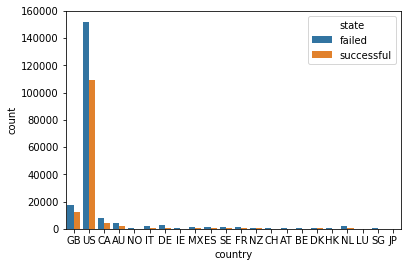 160000
140000
120000
100000
80000
60000
40000
20000
0
count
state
failed
successful
GB US CA AU NO IT DE IE MX ES SE FR NZ CH AT BE DK HK NL LU SG JP
country